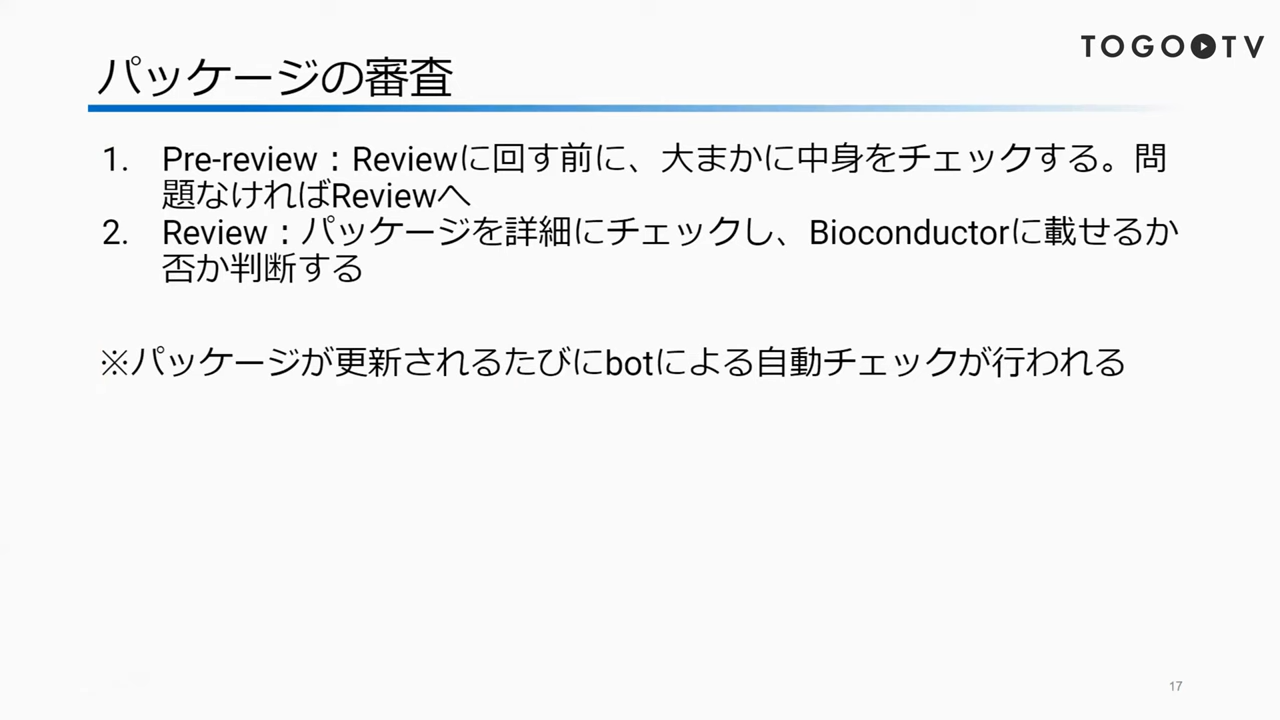 TOGO TV
パッケージの審査
1. Pre-review：Reviewに回す前に、大まかに中身をチェックする。問
題なければReviewへ
2. Review：パッケージを詳細にチェックし、Bioconductorに載せるか
否か判断する
※パッケージが更新されるたびにbotによる自動チェックが行われる
17